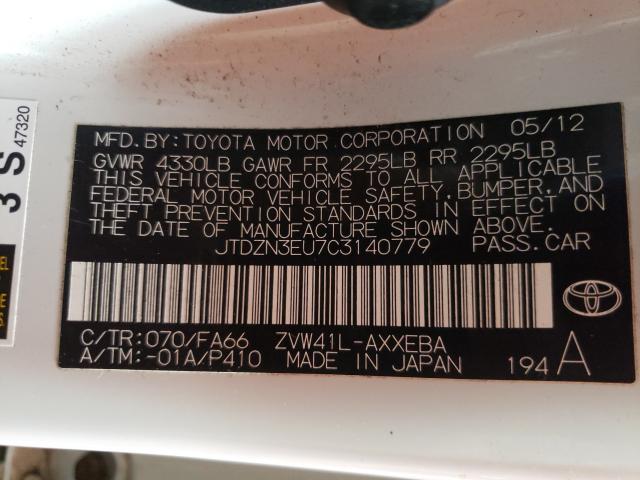 MFD. BY: TOYOTA MOTOR CORPORATION 05/12
GVWR 4330LB GAWR FR 2295LB RR 2295LB
THIS VEHICLE CONFORMS TO ALL APPLICABLE
FEDERAL MOTOR VEHICLE SAFETY, BUMPER, AND
THEFT PREVENTION STANDARDS IN EFFECT ON
THE DATE OF MANUFACTURE SHOWN ABOVE.
JTDZN3EU7C3140779 PASS. CAR
C/TR: 070/FA66 ZVW41L-AXXEBA
A/TM: -01A/P410 MADE IN JAPAN 194 A
3 S
47320